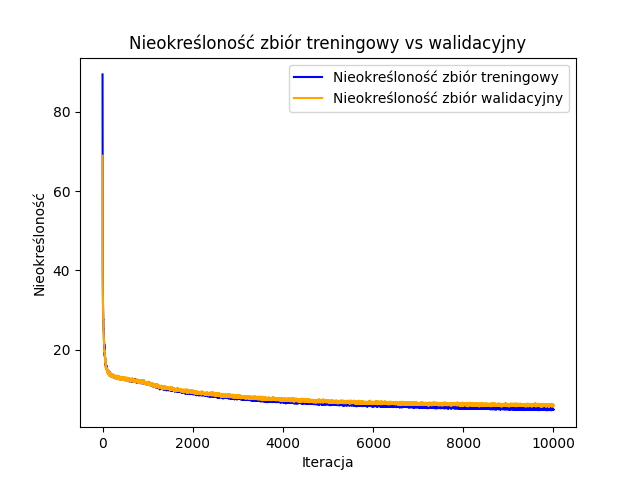 Nieokreśloność zbiór treningowy vs walidacyjny
Nieokreśloność zbiór treningowy
Nieokreśloność zbiór walidacyjny
80
60
40
20
Nieokreśloność
0 2000 4000 6000 8000 10000
Iteracja